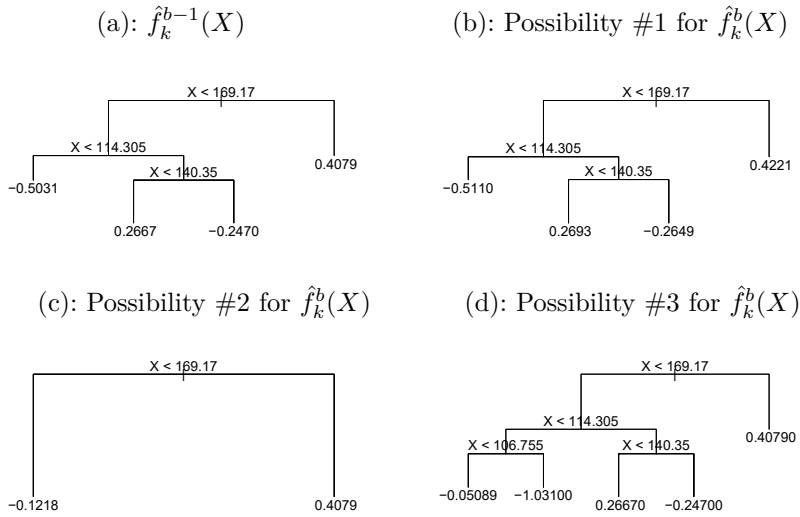 (a): f̂_k^{b−1}(X)
(b): Possibility #1 for f̂_k^b(X)
X < 169.17
X < 114.305
X < 140.35
−0.5031
0.2667
−0.2470
0.4079
X < 169.17
X < 114.305
X < 140.35
−0.5110
0.2693
−0.2649
0.4221
(c): Possibility #2 for f̂_k^b(X)
(d): Possibility #3 for f̂_k^b(X)
X < 169.17
−0.1218
0.4079
X < 169.17
X < 114.305
X < 106.755
X < 140.35
0.40790
−0.05089
−1.03100
0.26670
−0.24700